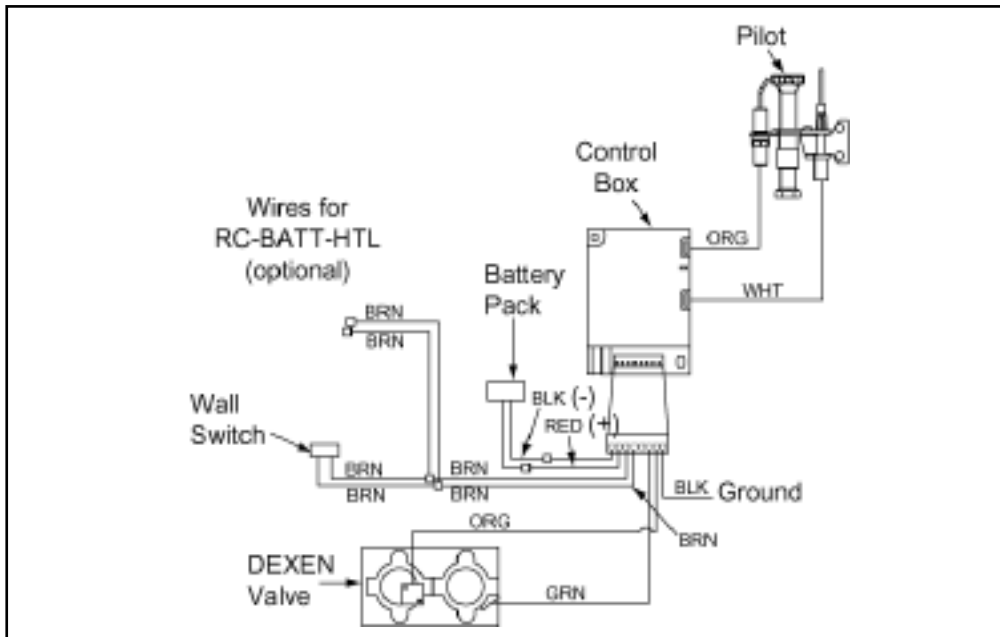 Pilot
Control
Box
Wires for
RC-BATT-HTL
(optional)
ORG
Battery
Pack
WHT
BRN
BRN
BLK (-)
Wall
Switch
RED (+)
BRN
BRN
BRN
BRN
BLK Ground
ORG
BRN
DEXEN
Valve
GRN